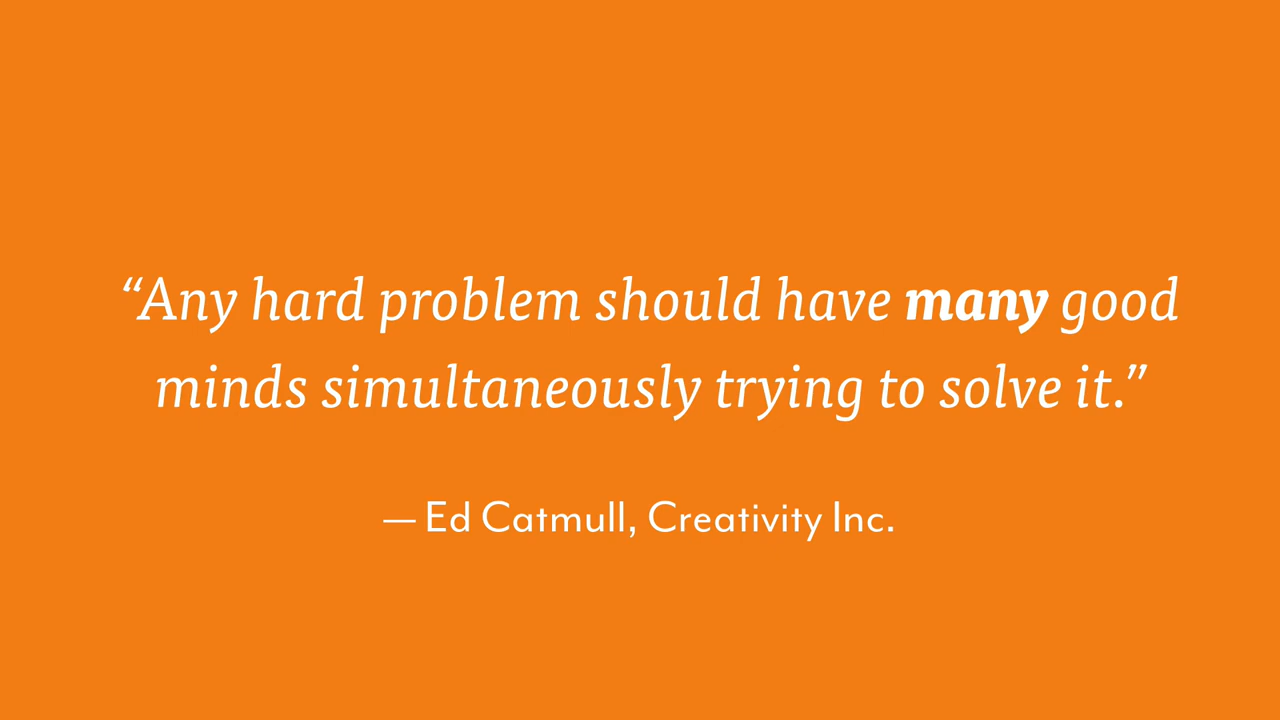 “Any hard problem should have many good
minds simultaneously trying to solve it.”
— Ed Catmull, Creativity Inc.